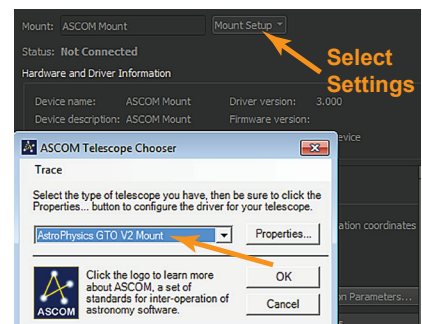 Mount: ASCOM Mount Mount Setup
Status: Not Connected
Select
Settings
Hardware and Driver Information
Device name: ASCOM Mount Driver version: 3.000
Device description: ASCOM Mount Firmware version:
ASCOM Telescope Chooser
Trace
Select the type of telescope you have, then be sure to click the
Properties... button to configure the driver for your telescope.
AstroPhysics GTO V2 Mount Properties...
ation coordinates
Click the logo to learn more
about ASCOM, a set of
standards for inter-operation of
astronomy software.
ASCOM
OK
Cancel
on Parameters...